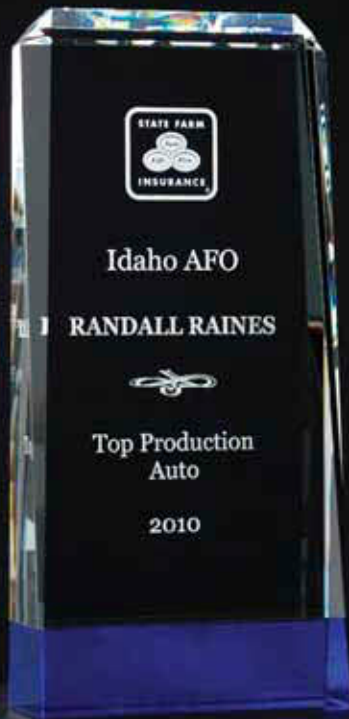 STATE FARM
INSURANCE
Idaho AFO
RANDALL RAINES
Top Production
Auto
2010